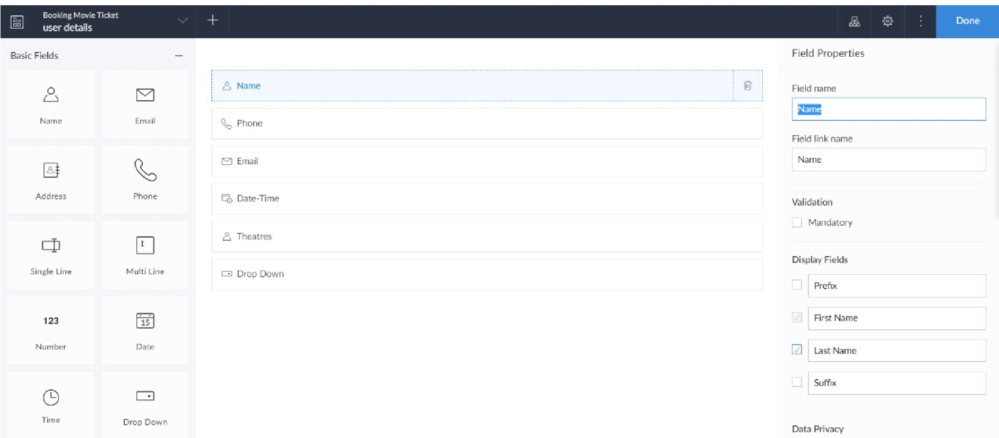 Booking Movie Ticket
user details
Done
Basic Fields
Name
Email
Address
Phone
Single Line
Multi Line
123
Number
15
Date
Time
Drop Down
Name
Phone
Email
Date-Time
Theatres
Drop Down
Field Properties
Field name
Name
Field link name
Name
Validation
Mandatory
Display Fields
Prefix
First Name
Last Name
Suffix
Data Privacy